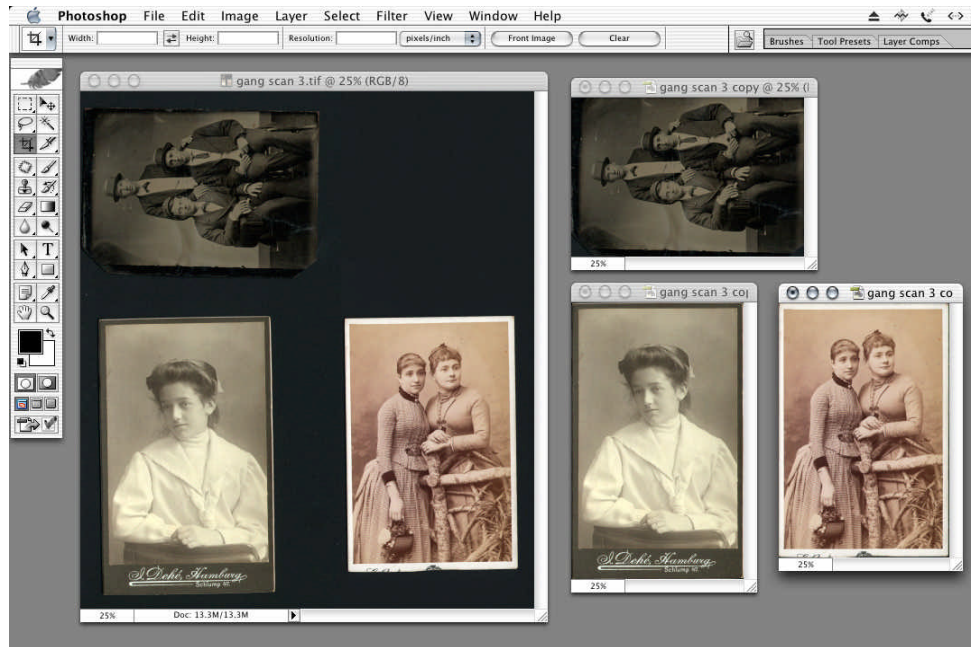 Photoshop File Edit Image Layer Select Filter View Window Help
Width: Height: Resolution: pixels/inch Front Image Clear Brushes Tool Presets Layer Comps
gang scan 3.tif @ 25% (RGB/8)
gang scan 3 copy @ 25% (
25%
gang scan 3 co
gang scan 3 co
T
J. Dehé, Hamburg
Schlump 41.
25% Doc: 13.3M/13.3M
J. Dehé, Hamburg
Schlump 41.
25%
25%